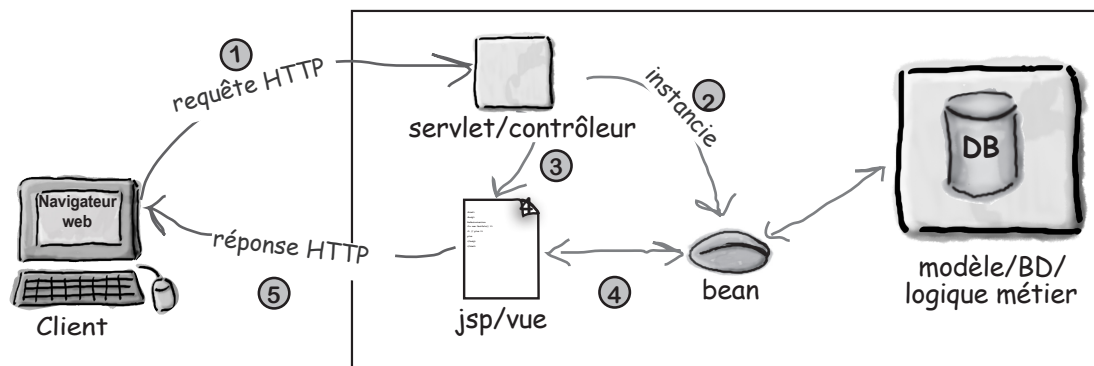 1
requête HTTP
servlet/contrôleur
instancie
2
3
DB
Navigateur
web
réponse HTTP
5
4
Client
jsp/vue
bean
modèle/BD/
logique métier